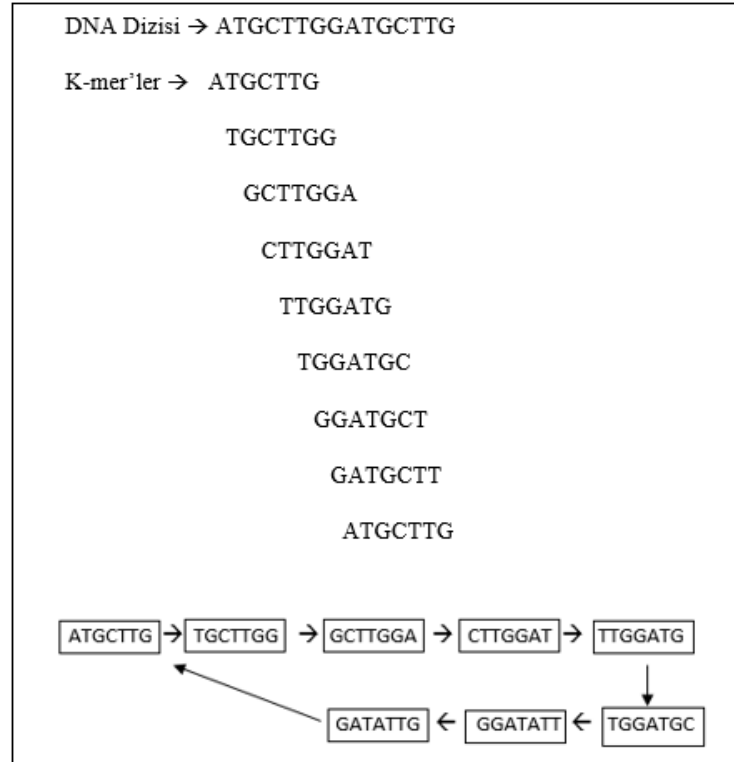 DNA Dizisi → ATGCTTGGATGCTTG
K-mer’ler → ATGCTTG
TGCTTGG
GCTTGGA
CTTGGAT
TTGGATG
TGGATGC
GGATGCT
GATGCTT
ATGCTTG
ATGCTTG → TGCTTGG → GCTTGGA → CTTGGAT → TTGGATG
GATATTG ← GGATATT ← TGGATGC